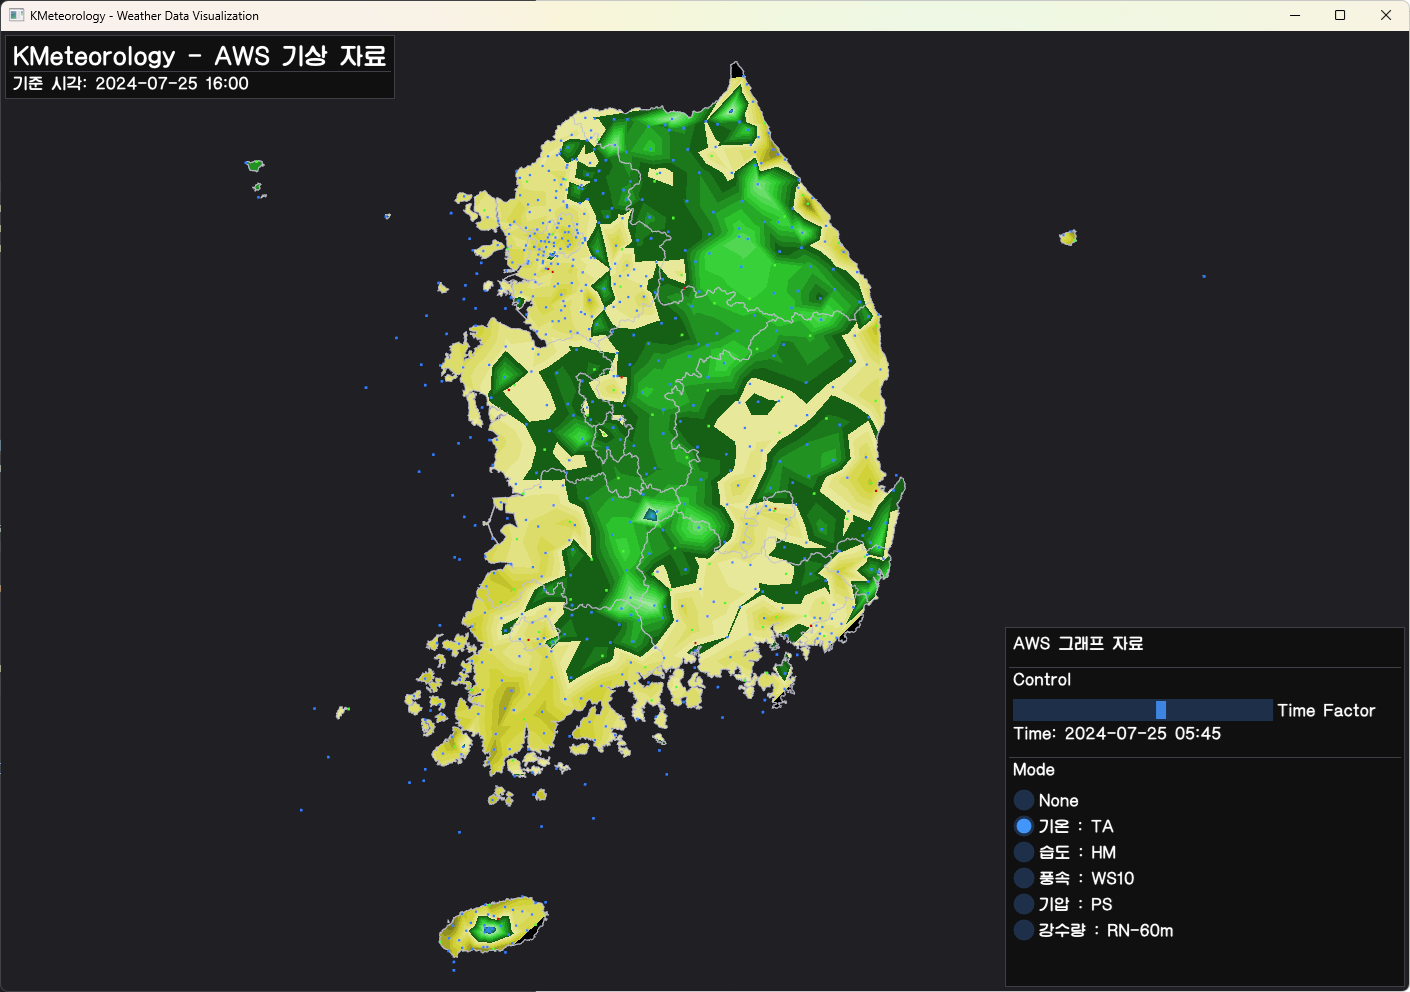 KMeteorology - Weather Data Visualization
KMeteorology - AWS 기상 자료
기준 시각: 2024-07-25 16:00
AWS 그래프 자료
Control
Time Factor
Time: 2024-07-25 05:45
Mode
None
기온 : TA
습도 : HM
풍속 : WS10
기압 : PS
강수량 : RN-60m